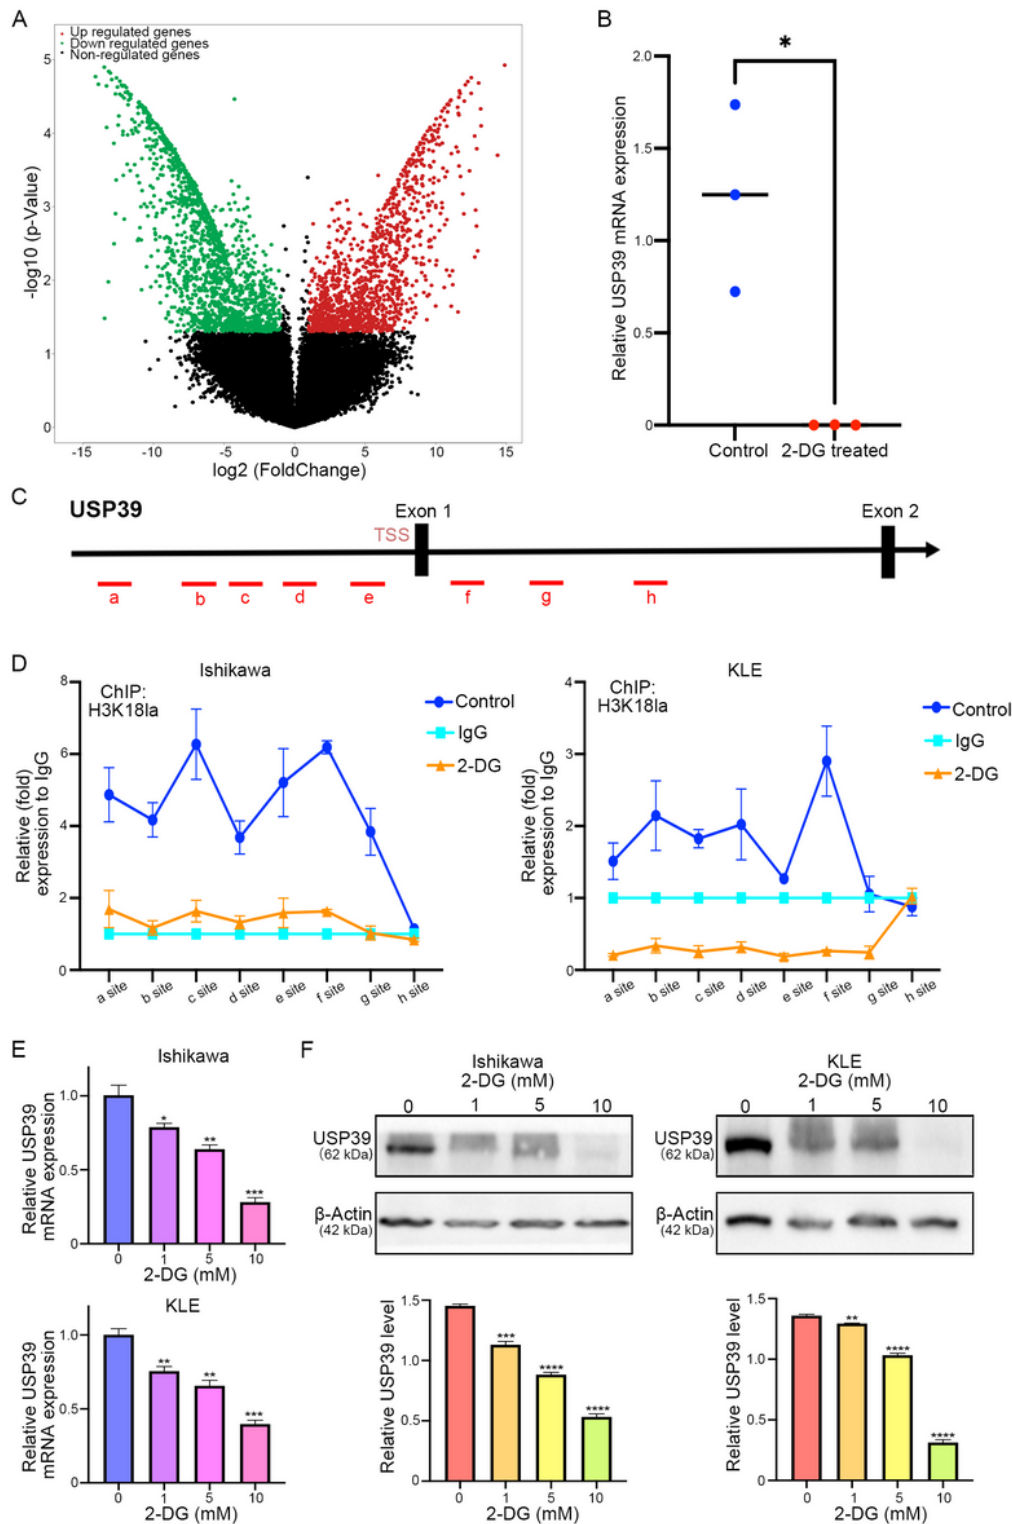 A
Up regulated genes
Down regulated genes
Non-regulated genes
5
4
3
2
1
0
-log10 (p-Value)
-15
-10
-5
0
5
10
15
log2 (FoldChange)
B
*
2.0
1.5
1.0
0.5
0
Relative USP39 mRNA expression
Control
2-DG treated
C
USP39
TSS
Exon 1
Exon 2
a
b
c
d
e
f
g
h
D
Ishikawa
ChIP:
H3K18la
8
6
4
2
0
Relative (fold)
expression to IgG
Control
IgG
2-DG
a site
b site
c site
d site
e site
f site
g site
h site
KLE
ChIP:
H3K18la
4
3
2
1
0
Relative (fold)
expression to IgG
Control
IgG
2-DG
a site
b site
c site
d site
e site
f site
g site
h site
E
Ishikawa
Relative USP39
mRNA expression
1.0
0.5
0
*
**
***
0
1
5
10
2-DG (mM)
KLE
Relative USP39
mRNA expression
1.0
0.5
0
**
**
***
0
1
5
10
2-DG (mM)
F
Ishikawa
2-DG (mM)
0
1
5
10
USP39
(62 kDa)
β-Actin
(42 kDa)
KLE
2-DG (mM)
0
1
5
10
USP39
(62 kDa)
β-Actin
(42 kDa)
Relative USP39 level
1.5
1.0
0.5
0
***
****
****
0
1
5
10
2-DG (mM)
Relative USP39 level
1.5
1.0
0.5
0
**
****
****
0
1
5
10
2-DG (mM)